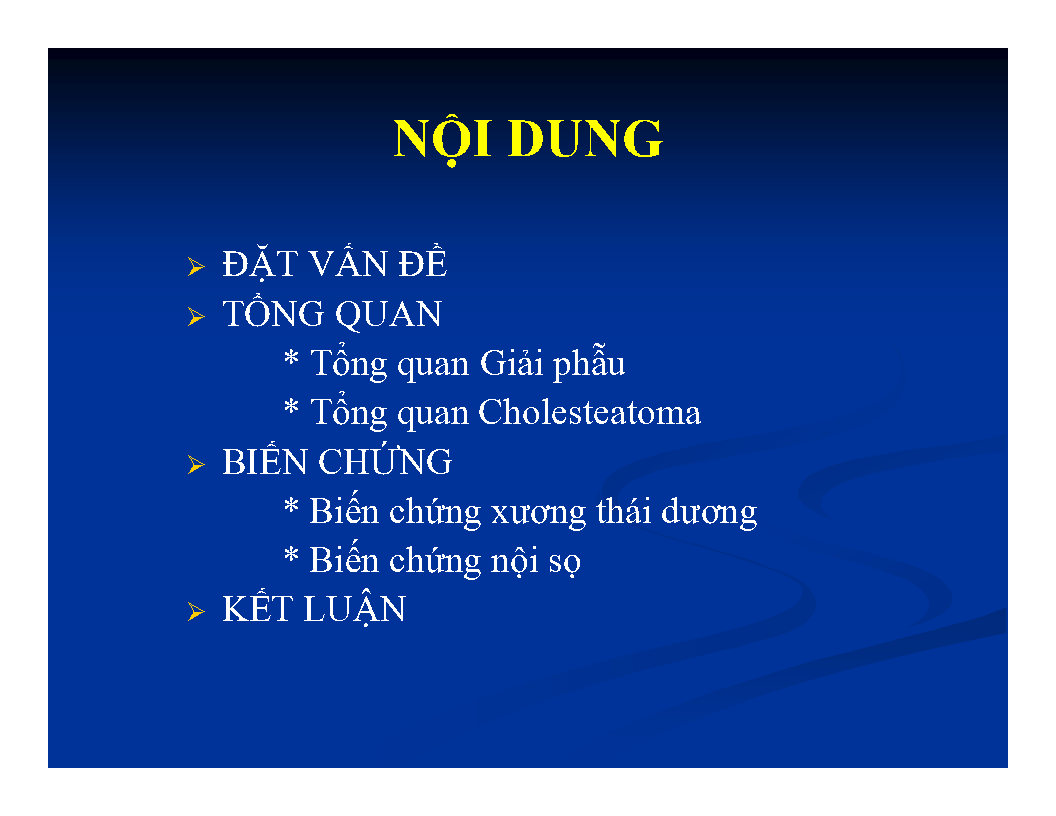 NỘI DUNG
ĐẶT VẤN ĐỀ
TỔNG QUAN
* Tổng quan Giải phẫu
* Tổng quan Cholesteatoma
BIẾN CHỨNG
* Biến chứng xương thái dương
* Biến chứng nội sọ
KẾT LUẬN